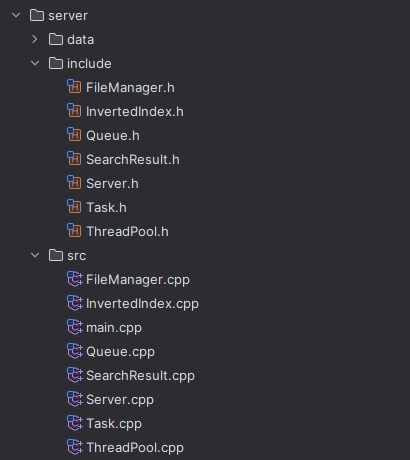 server
data
include
FileManager.h
InvertedIndex.h
Queue.h
SearchResult.h
Server.h
Task.h
ThreadPool.h
src
FileManager.cpp
InvertedIndex.cpp
main.cpp
Queue.cpp
SearchResult.cpp
Server.cpp
Task.cpp
ThreadPool.cpp